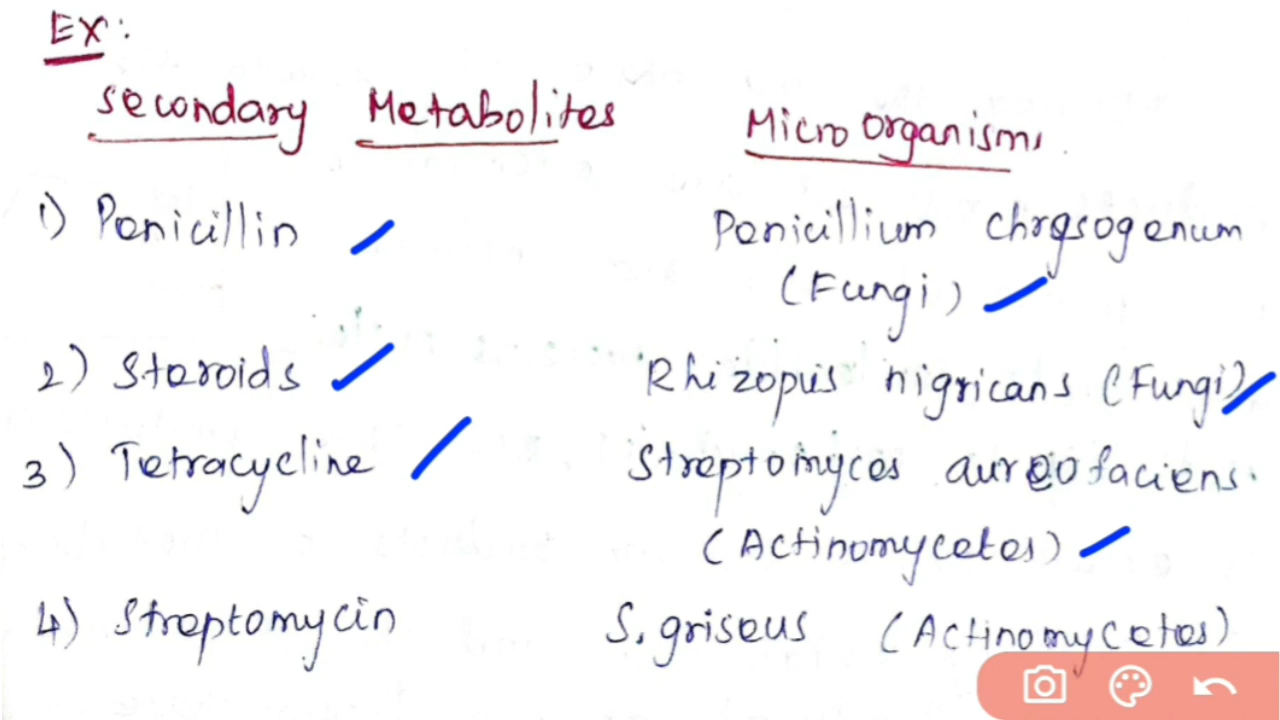 EX:
Secondary Metabolites Micro organisms
1) Penicillin Penicillium chrysogenum
(Fungi)
2) Steroids Rhizopus nigricans (Fungi)
3) Tetracycline Streptomyces aureofaciens.
(Actinomycetes)
4) Streptomycin S. griseus (Actinomycetes)